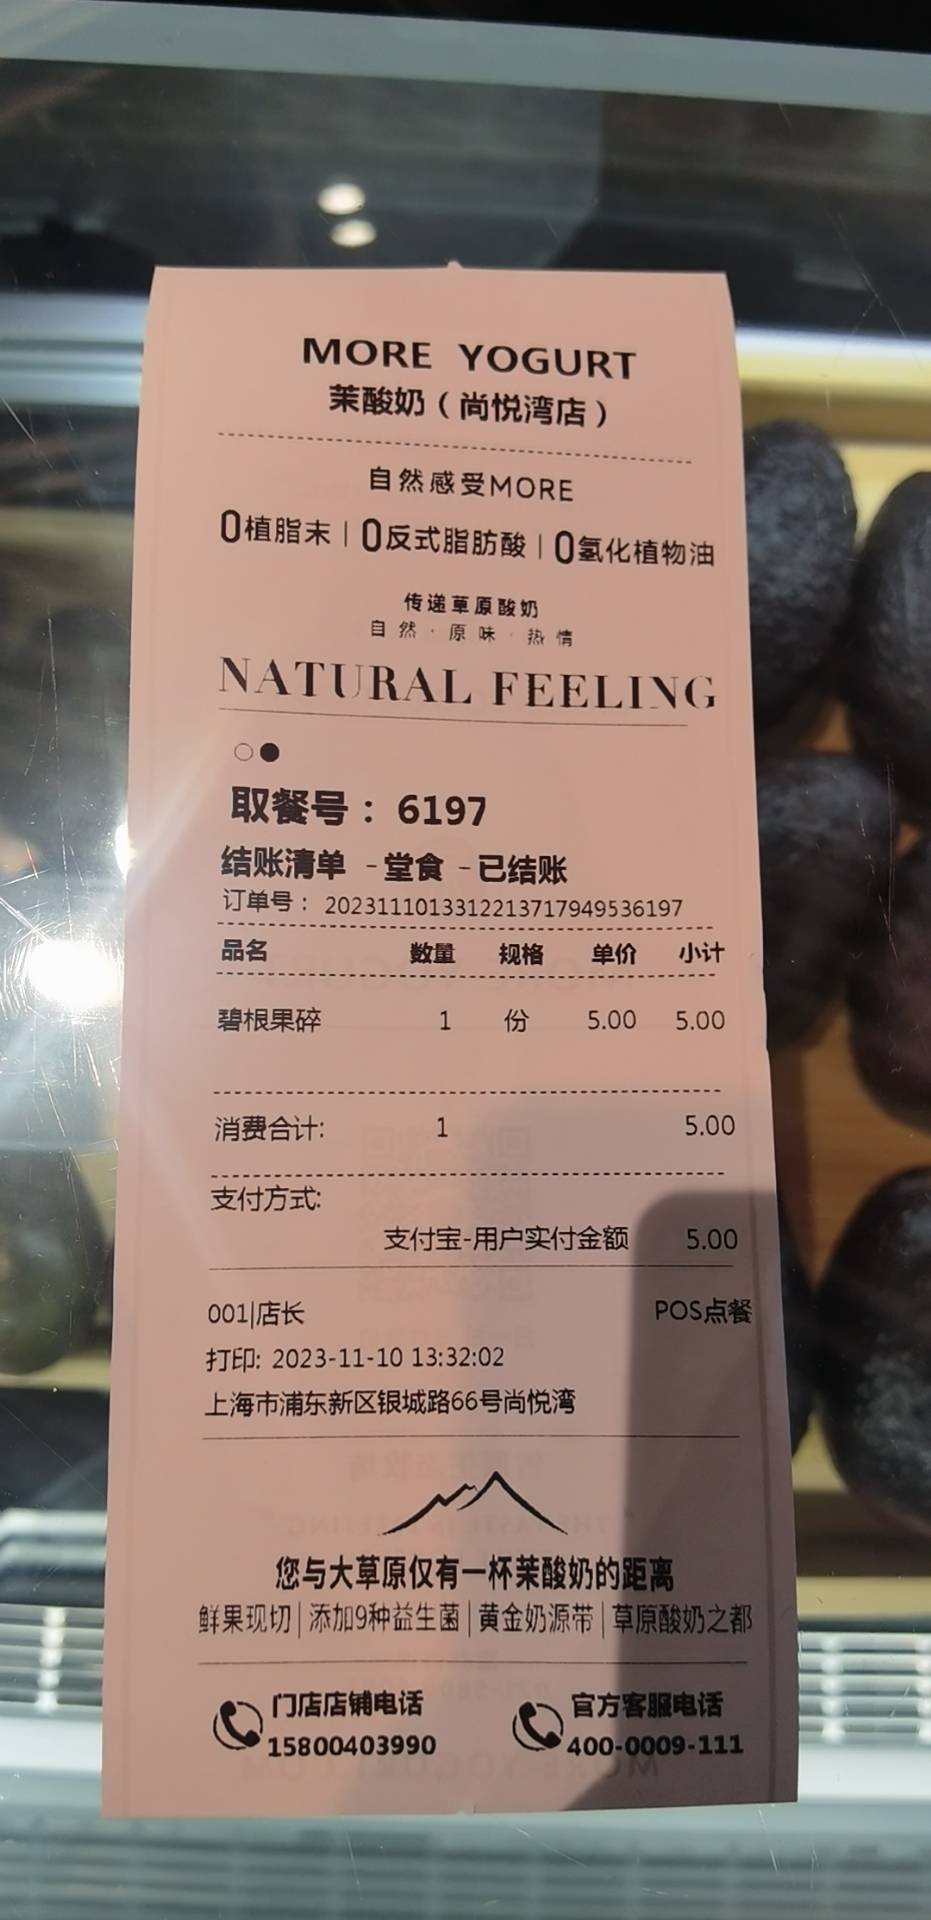 MORE YOGURT
茉酸奶(尚悦湾店)
自然感受MORE
0植脂末|0反式脂肪酸|0氢化植物油
传递草原酸奶
自然·原味·热情
NATURAL FEELING
取餐号：6197
结账清单 -堂食 -已结账
订单号：20231110133122137179495​36197
品名 数量 规格 单价 小计
碧根果碎 1 份 5.00 5.00
消费合计: 1 5.00
支付方式:
支付宝-用户实付金额 5.00
001|店长 POS点餐
打印: 2023-11-10 13:32:02
上海市浦东新区银城路66号尚悦湾
您与大草原仅有一杯茉酸奶的距离
鲜果现切|添加9种益生菌|黄金奶源带|草原酸奶之都
门店店铺电话 官方客服电话
15800403990 400-0009-111